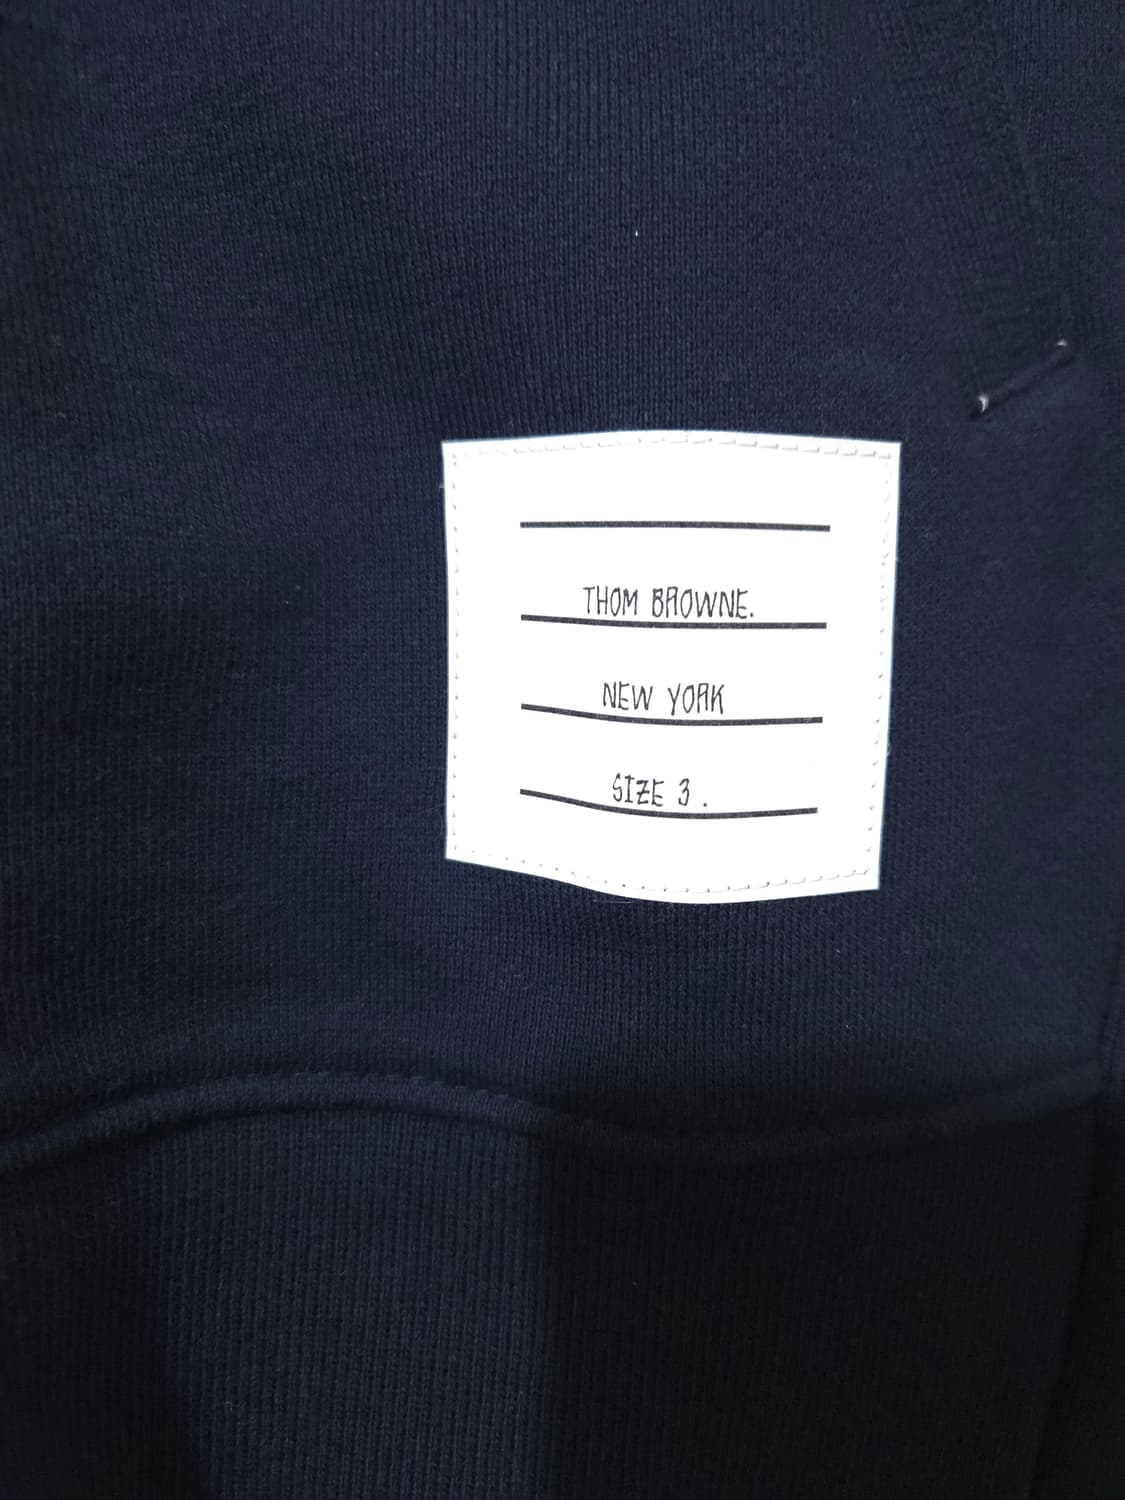 THOM BROWNE.
NEW YORK
SIZE 3.